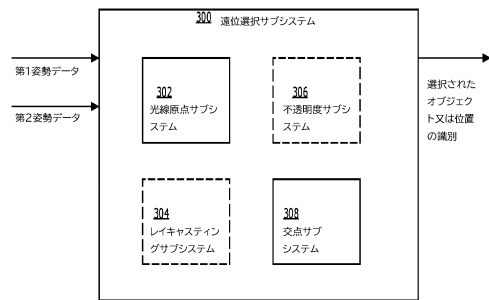 300 遠位選択サブシステム
第1姿勢データ
第2姿勢データ
302
光線原点サブシ
ステム
306
不透明度サブシ
ステム
304
レイキャスティン
グサブシステム
308
交点サブ
システム
選択された
オブジェク
ト又は位置
の識別